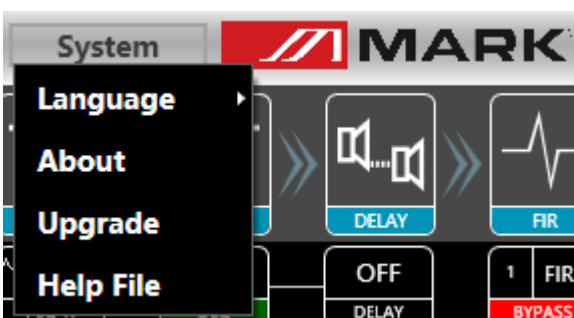 System
MARK
Language
About
Upgrade
Help File
DELAY
FIR
OFF
1 FIR
DELAY
BYPASS